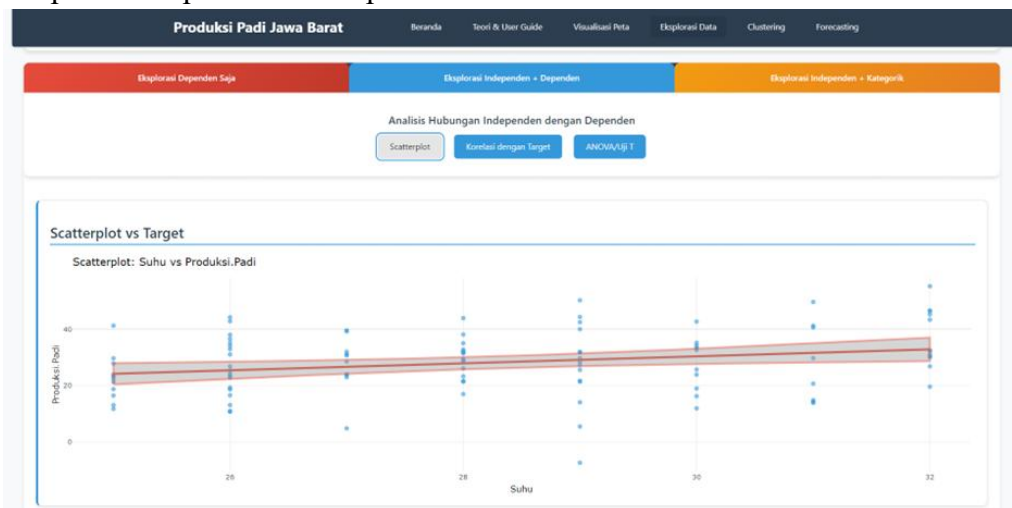 Produksi Padi Jawa Barat Beranda Teori & User Guide Visualisasi Peta Eksplorasi Data Clustering Forecasting
Eksplorasi Dependen Saja Eksplorasi Independen + Dependen Eksplorasi Independen + Kategorik
Analisis Hubungan Independen dengan Dependen
Scatterplot Korelasi dengan Target ANOVA/Uji T
Scatterplot vs Target
Scatterplot: Suhu vs Produksi.Padi
40
Produksi.Padi
20
0
26 28 30 32
Suhu